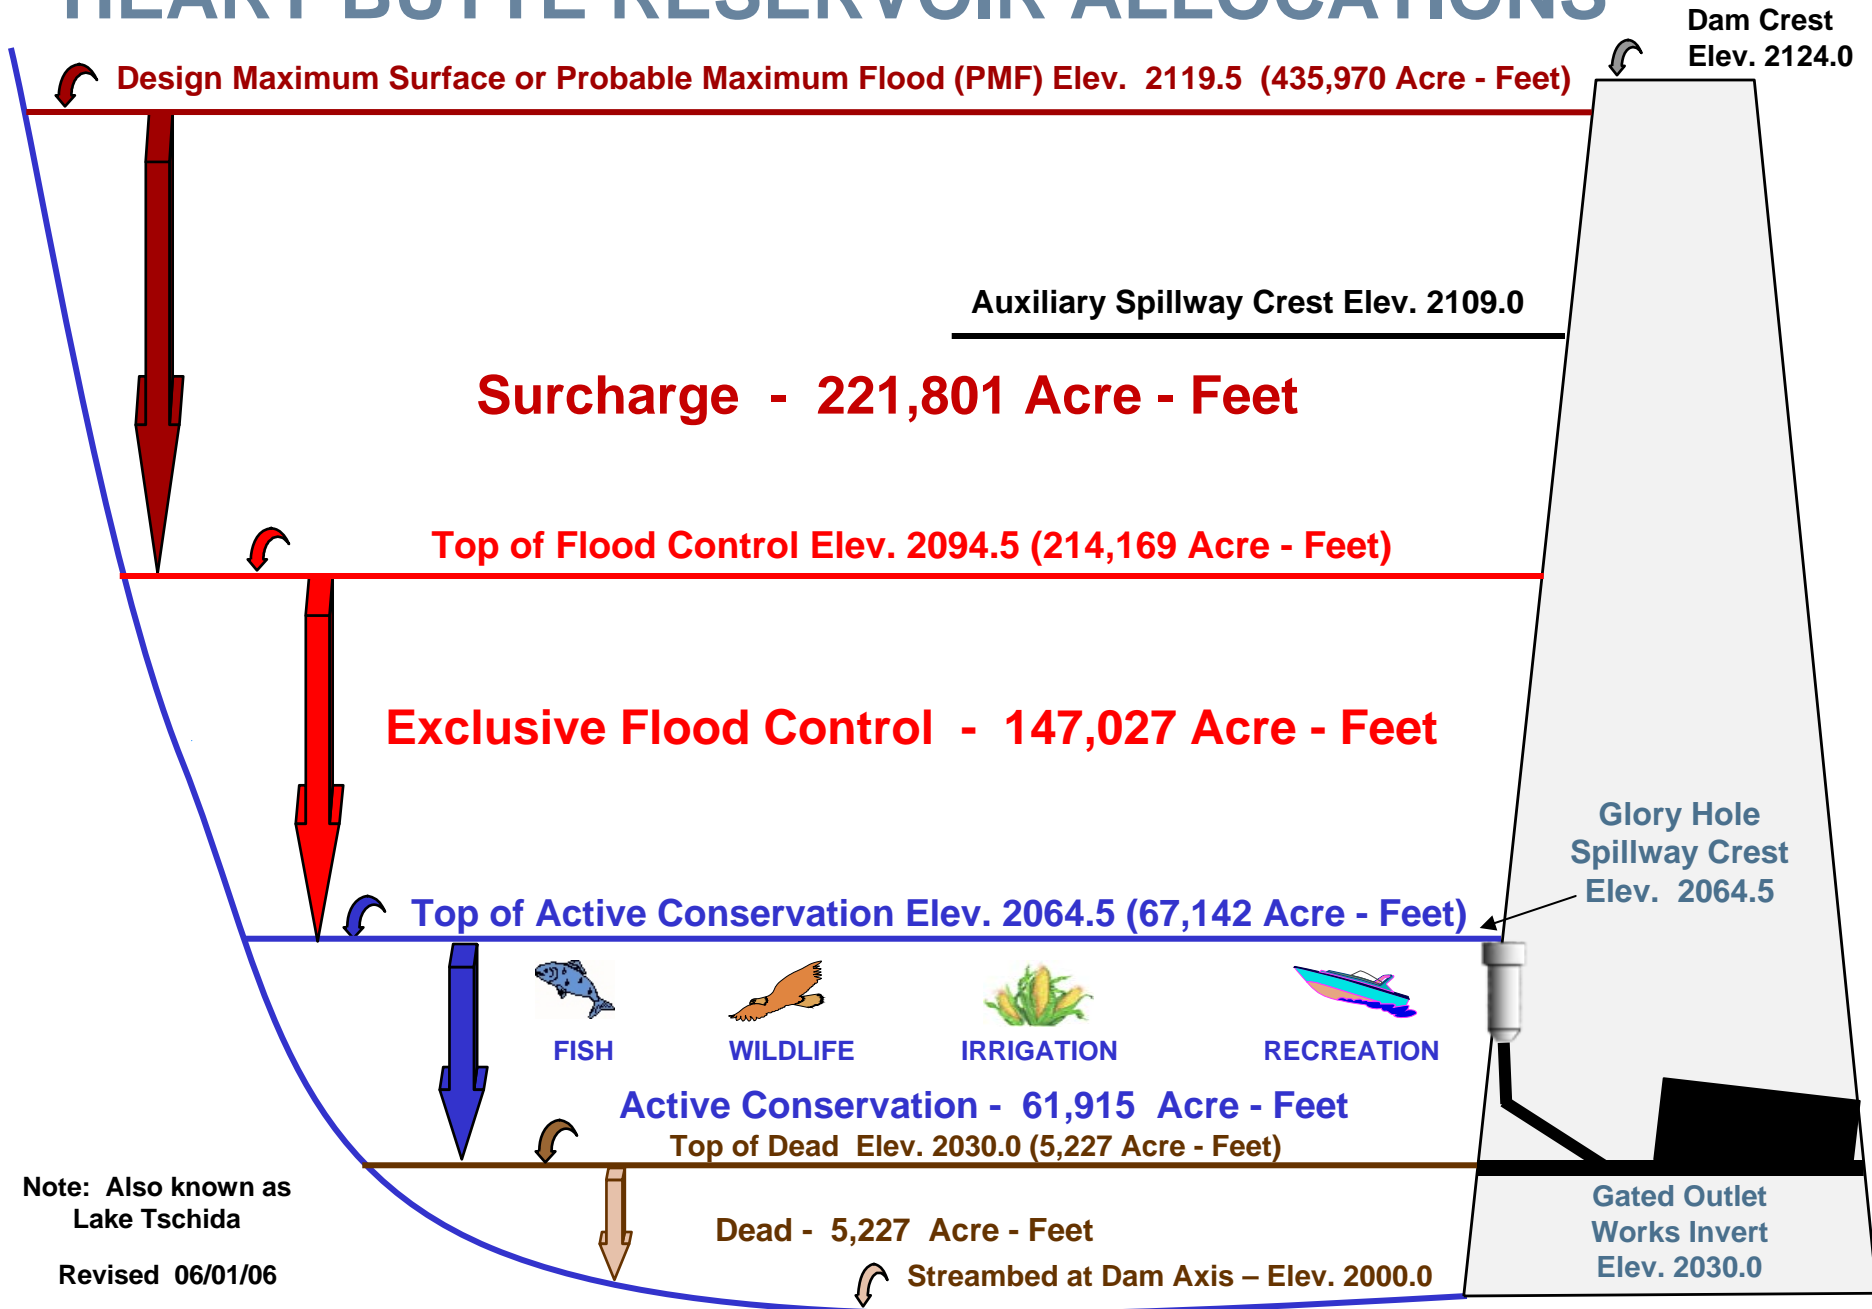 HEART BUTTE RESERVOIR ALLOCATIONS
Dam Crest
Elev. 2124.0
Design Maximum Surface or Probable Maximum Flood (PMF) Elev. 2119.5 (435,970 Acre - Feet)
Auxiliary Spillway Crest Elev. 2109.0
Surcharge - 221,801 Acre - Feet
Top of Flood Control Elev. 2094.5 (214,169 Acre - Feet)
Exclusive Flood Control - 147,027 Acre - Feet
Glory Hole
Spillway Crest
Elev. 2064.5
Top of Active Conservation Elev. 2064.5 (67,142 Acre - Feet)
FISH WILDLIFE IRRIGATION RECREATION
Active Conservation - 61,915 Acre - Feet
Top of Dead Elev. 2030.0 (5,227 Acre - Feet)
Note: Also known as
Lake Tschida
Revised 06/01/06
Dead - 5,227 Acre - Feet
Streambed at Dam Axis – Elev. 2000.0
Gated Outlet
Works Invert
Elev. 2030.0